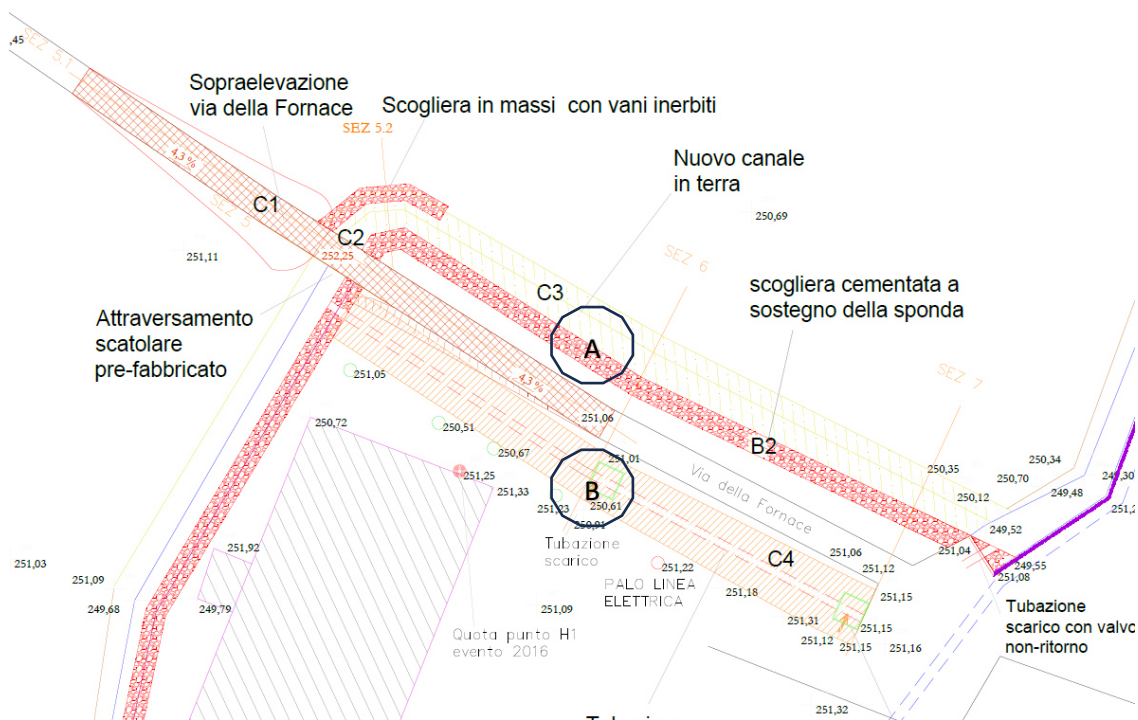 ,45
SEZ 5.1
Sopraelevazione
via della Fornace
Scogliera in massi con vani inerbiti
SEZ 5.2
4,3 %
Nuovo canale
in terra
C1
SEZ 5
C2
252,25
251,11
250,69
SEZ 6
C3
scogliera cementata a
sostegno della sponda
Attraversamento
scatolare
pre-fabbricato
A
251,05
4,3 %
SEZ 7
250,72
250,51
251,06
B2
250,67
251,01
Via della Fornace
250,35
250,34
250,70
249,30
251,25
251,33
B
250,12
249,48
251,23
250,61
251,2
250,91
249,52
Tubazione
scarico
251,92
251,06
251,04
251,03
C4
251,12
249,55
251,08
251,22
251,09
PALO LINEA
ELETTRICA
251,18
251,15
249,68
249,79
251,09
251,31
251,15
Tubazione
scarico con valvo
non-ritorno
Quota punto H1
evento 2016
251,12
251,15
251,16
251,32